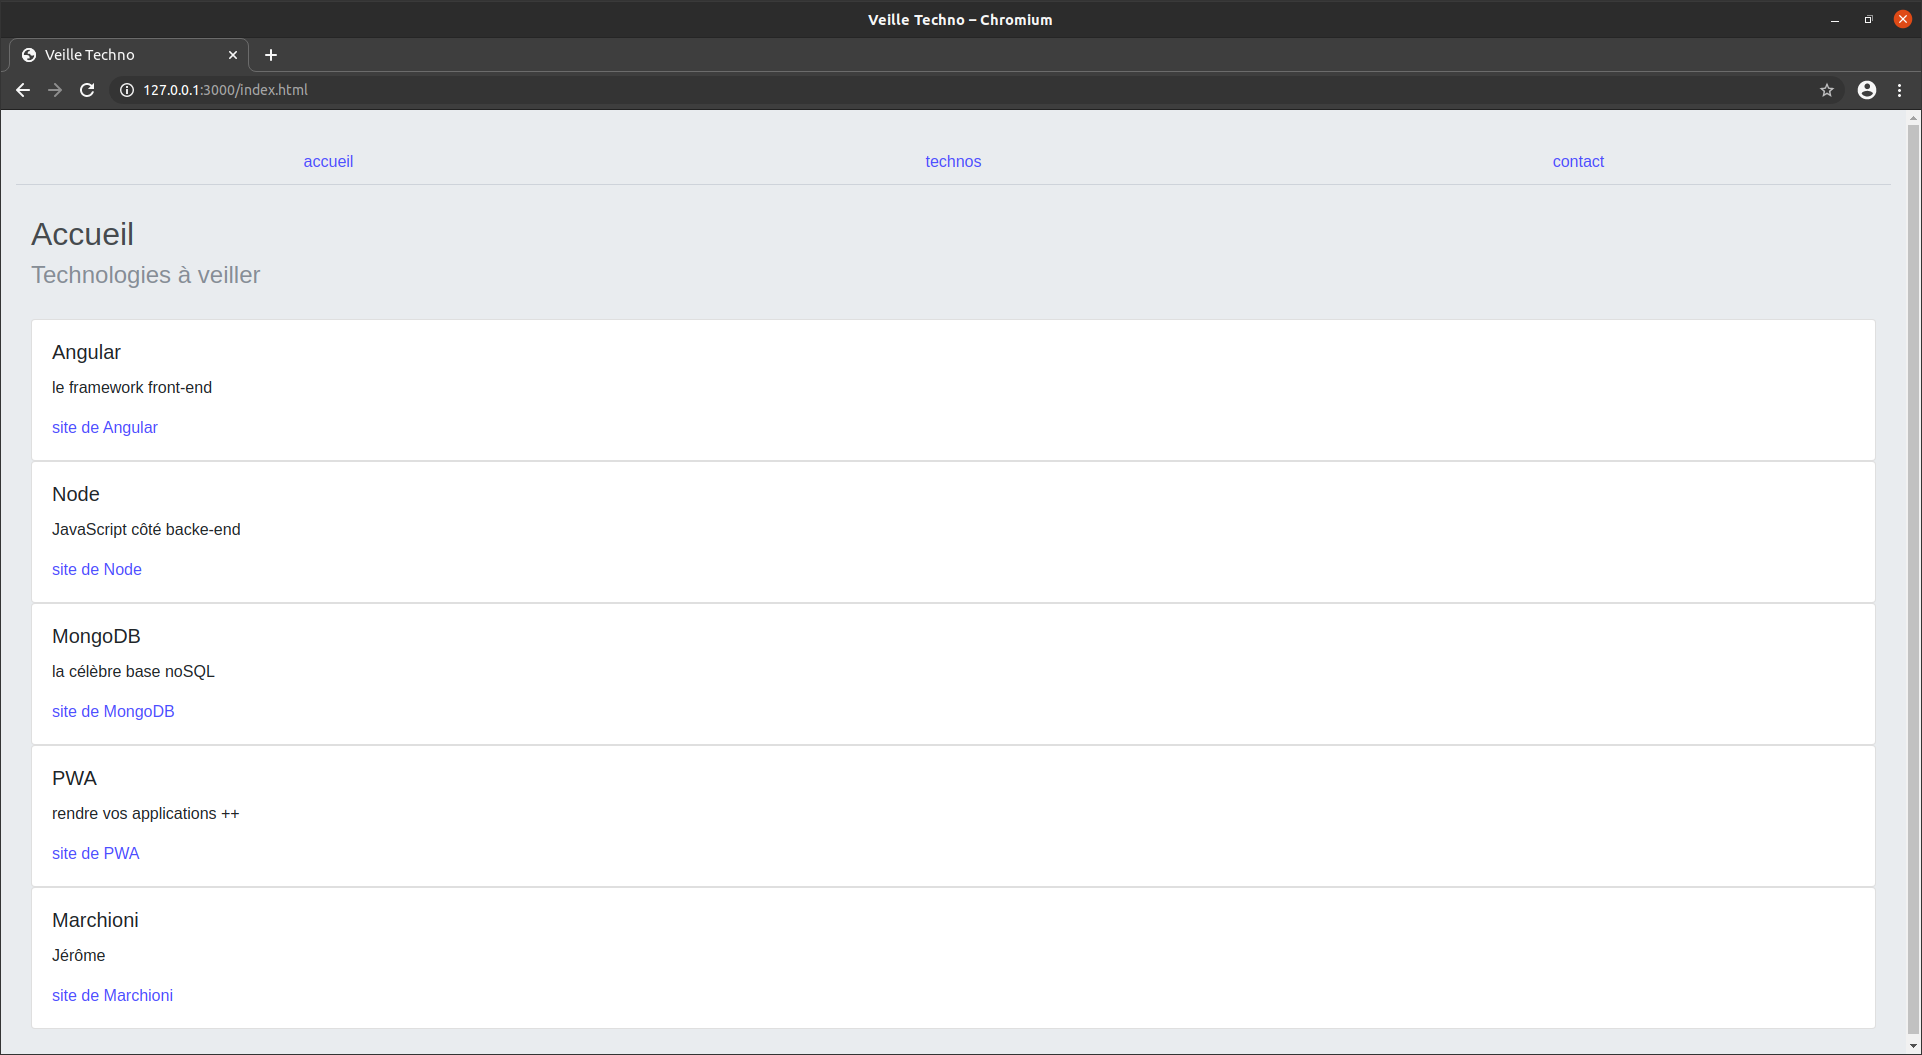 Veille Techno – Chromium
Veille Techno
127.0.0.1:3000/index.html
accueil technos contact
Accueil
Technologies à veiller
Angular
le framework front-end
site de Angular
Node
JavaScript côté backe-end
site de Node
MongoDB
la célèbre base noSQL
site de MongoDB
PWA
rendre vos applications ++
site de PWA
Marchioni
Jérôme
site de Marchioni